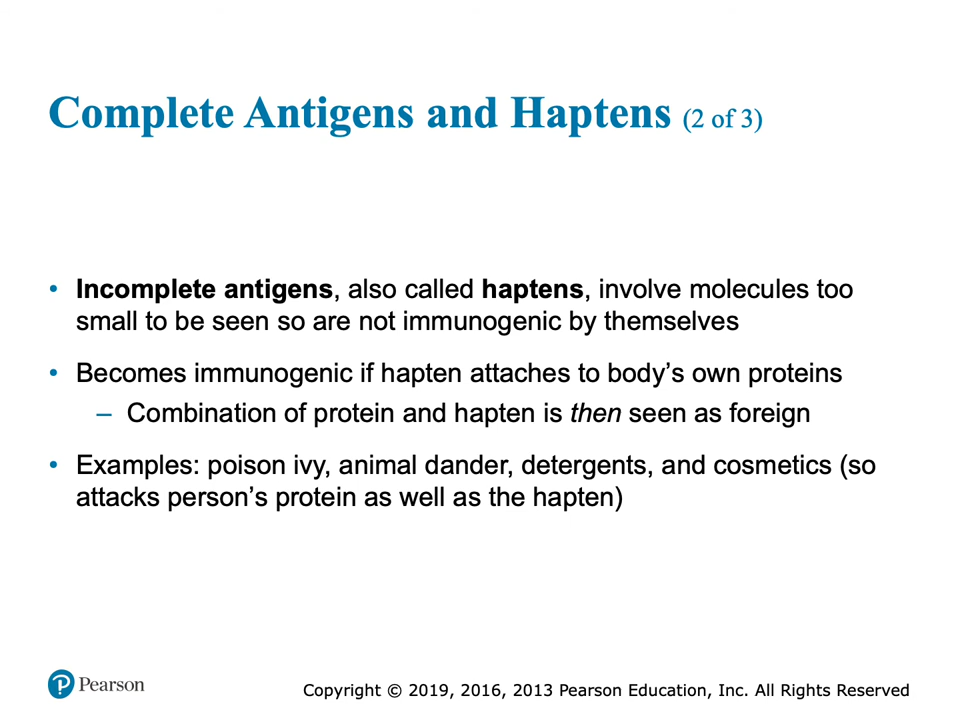 Complete Antigens and Haptens (2 of 3)
• Incomplete antigens, also called haptens, involve molecules too
small to be seen so are not immunogenic by themselves
• Becomes immunogenic if hapten attaches to body’s own proteins
– Combination of protein and hapten is then seen as foreign
• Examples: poison ivy, animal dander, detergents, and cosmetics (so
attacks person’s protein as well as the hapten)
Pearson
Copyright © 2019, 2016, 2013 Pearson Education, Inc. All Rights Reserved